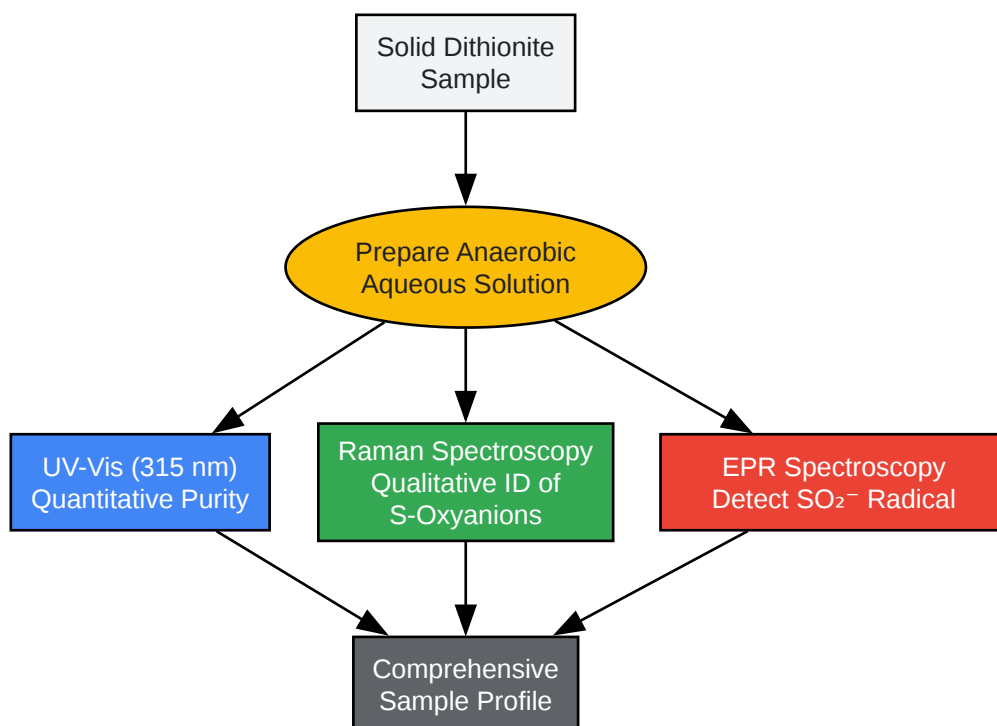 Solid Dithionite
Sample
Prepare Anaerobic
Aqueous Solution
UV-Vis (315 nm)
Quantitative Purity
Raman Spectroscopy
Qualitative ID of
S-Oxyanions
EPR Spectroscopy
Detect SO₂⁻ Radical
Comprehensive
Sample Profile